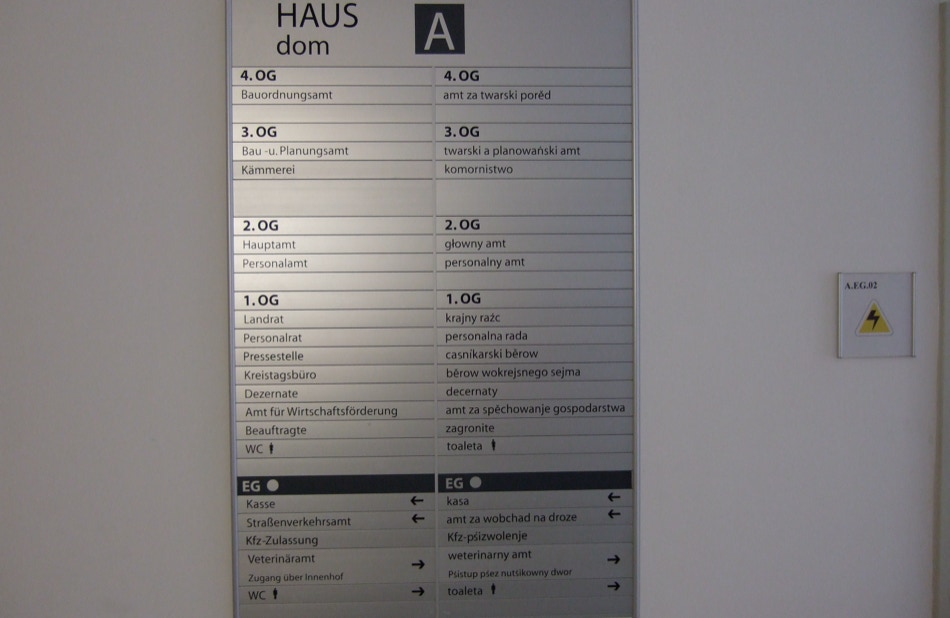 HAUS
dom
A
4. OG
Bauordnungsamt
3. OG
Bau -u. Planungsamt
Kämmerei
2. OG
Hauptamt
Personalamt
1. OG
Landrat
Personalrat
Pressestelle
Kreistagsbüro
Dezernate
Amt für Wirtschaftsförderung
Beauftragte
WC
EG
Kasse ←
Straßenverkehrsamt ←
Kfz-Zulassung
Veterinäramt →
Zugang über Innenhof
WC →
4. OG
amt za twarski porěd
3. OG
twarski a planowański amt
komornistwo
2. OG
głowny amt
personalny amt
1. OG
krajny raźc
personalna rada
casnikarski běrow
běrow wokrejsnego sejma
decernaty
amt za spěchowanje gospodarstwa
zagronite
toaleta
EG
kasa ←
amt za wobchad na droze ←
Kfz-pśizwolenje
weterinarny amt →
Pśistup pśez nutśikowny dwor
toaleta →
A.EG.02